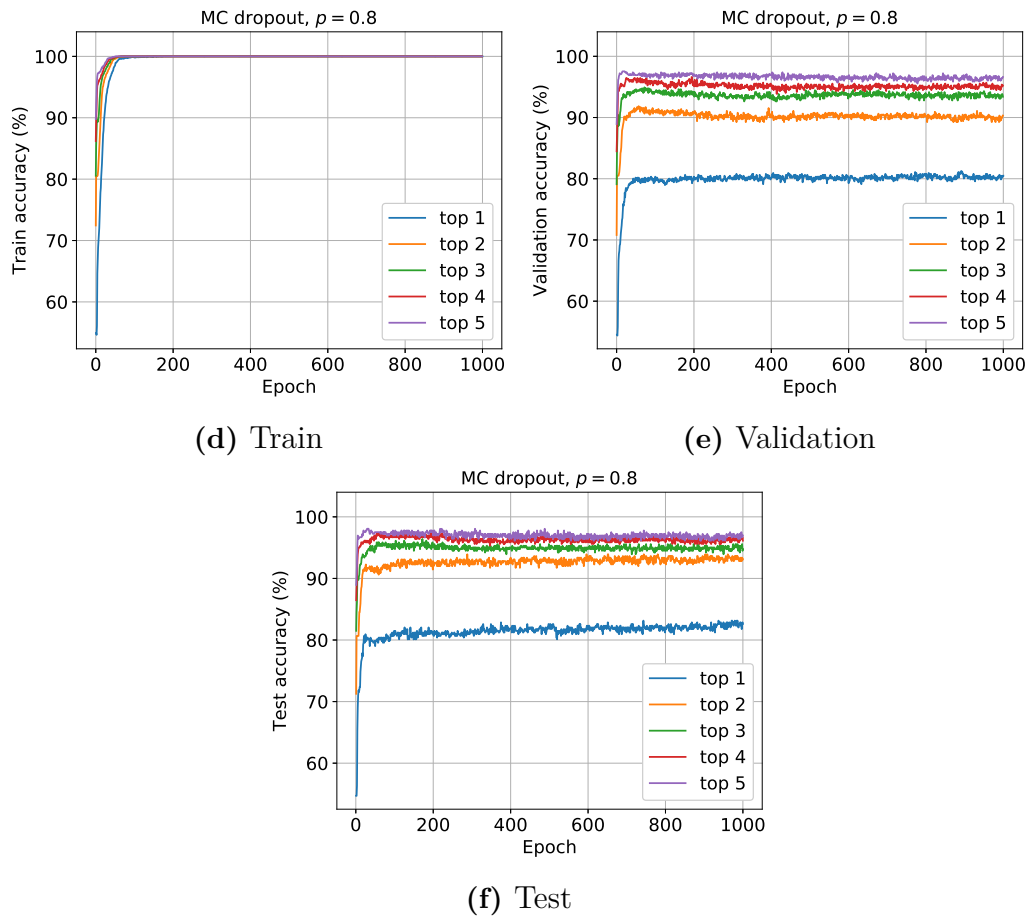 MC dropout, p = 0.8
Train accuracy (%)
100
90
80
70
60
top 1
top 2
top 3
top 4
top 5
0 200 400 600 800 1000
Epoch
(d) Train
MC dropout, p = 0.8
Validation accuracy (%)
100
90
80
70
60
top 1
top 2
top 3
top 4
top 5
0 200 400 600 800 1000
Epoch
(e) Validation
MC dropout, p = 0.8
Test accuracy (%)
100
90
80
70
60
top 1
top 2
top 3
top 4
top 5
0 200 400 600 800 1000
Epoch
(f) Test